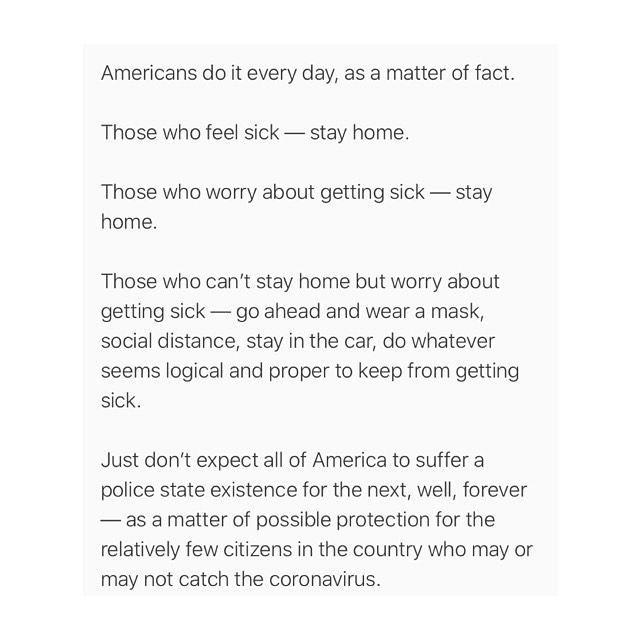 Americans do it every day, as a matter of fact.
Those who feel sick — stay home.
Those who worry about getting sick — stay
home.
Those who can’t stay home but worry about
getting sick — go ahead and wear a mask,
social distance, stay in the car, do whatever
seems logical and proper to keep from getting
sick.
Just don’t expect all of America to suffer a
police state existence for the next, well, forever
— as a matter of possible protection for the
relatively few citizens in the country who may or
may not catch the coronavirus.